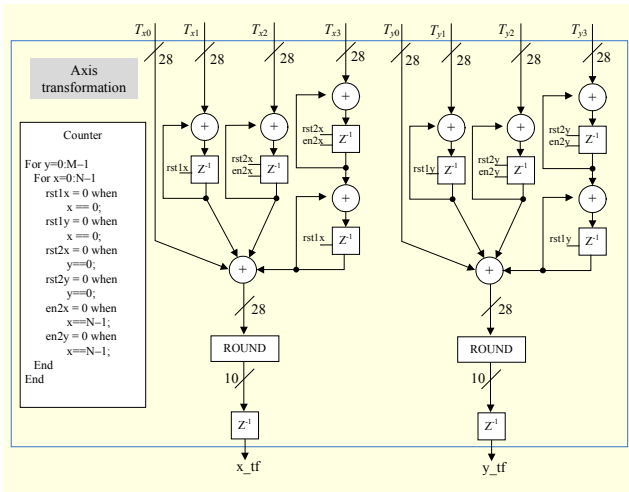 Tx0 Tx1 Tx2 Tx3 Ty0 Ty1 Ty2 Ty3
28 28 28 28 28 28 28 28
Axis
transformation
Counter
For y=0:M–1
For x=0:N–1
rst1x = 0 when
x == 0;
rst1y = 0 when
x == 0;
rst2x = 0 when
y==0;
rst2y = 0 when
y==0;
en2x = 0 when
x==N–1;
en2y = 0 when
x==N–1;
End
End
+ +
+ + + +
rst2x
en2x
Z-1
rst2y
en2y
Z-1
rst1x
Z-1
rst2x
en2x
Z-1
rst1y
Z-1
rst2y
en2y
Z-1
+ +
rst1x
Z-1
rst1y
Z-1
+ +
28 28
ROUND ROUND
10 10
Z-1 Z-1
x_tf y_tf